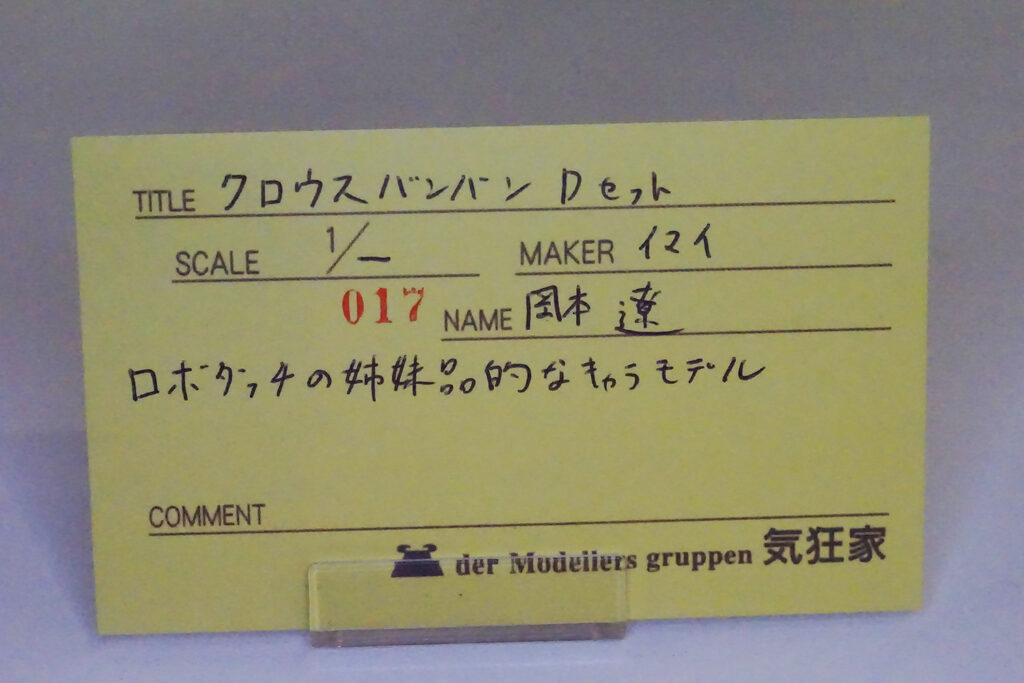 TITLE クロウスバンバン Dセット
SCALE 1/— MAKER イマイ
017 NAME 岡本 遼
ロボダッチの姉妹品的なキャラモデル
COMMENT
der Modellers gruppen 気狂家